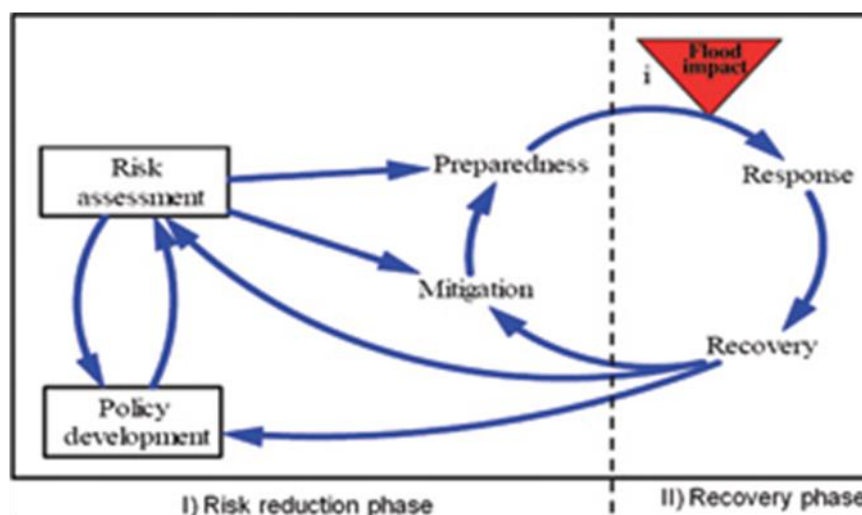 Flood
impact
i
Risk
assessment
Preparedness
Response
Mitigation
Recovery
Policy
development
I) Risk reduction phase
II) Recovery phase